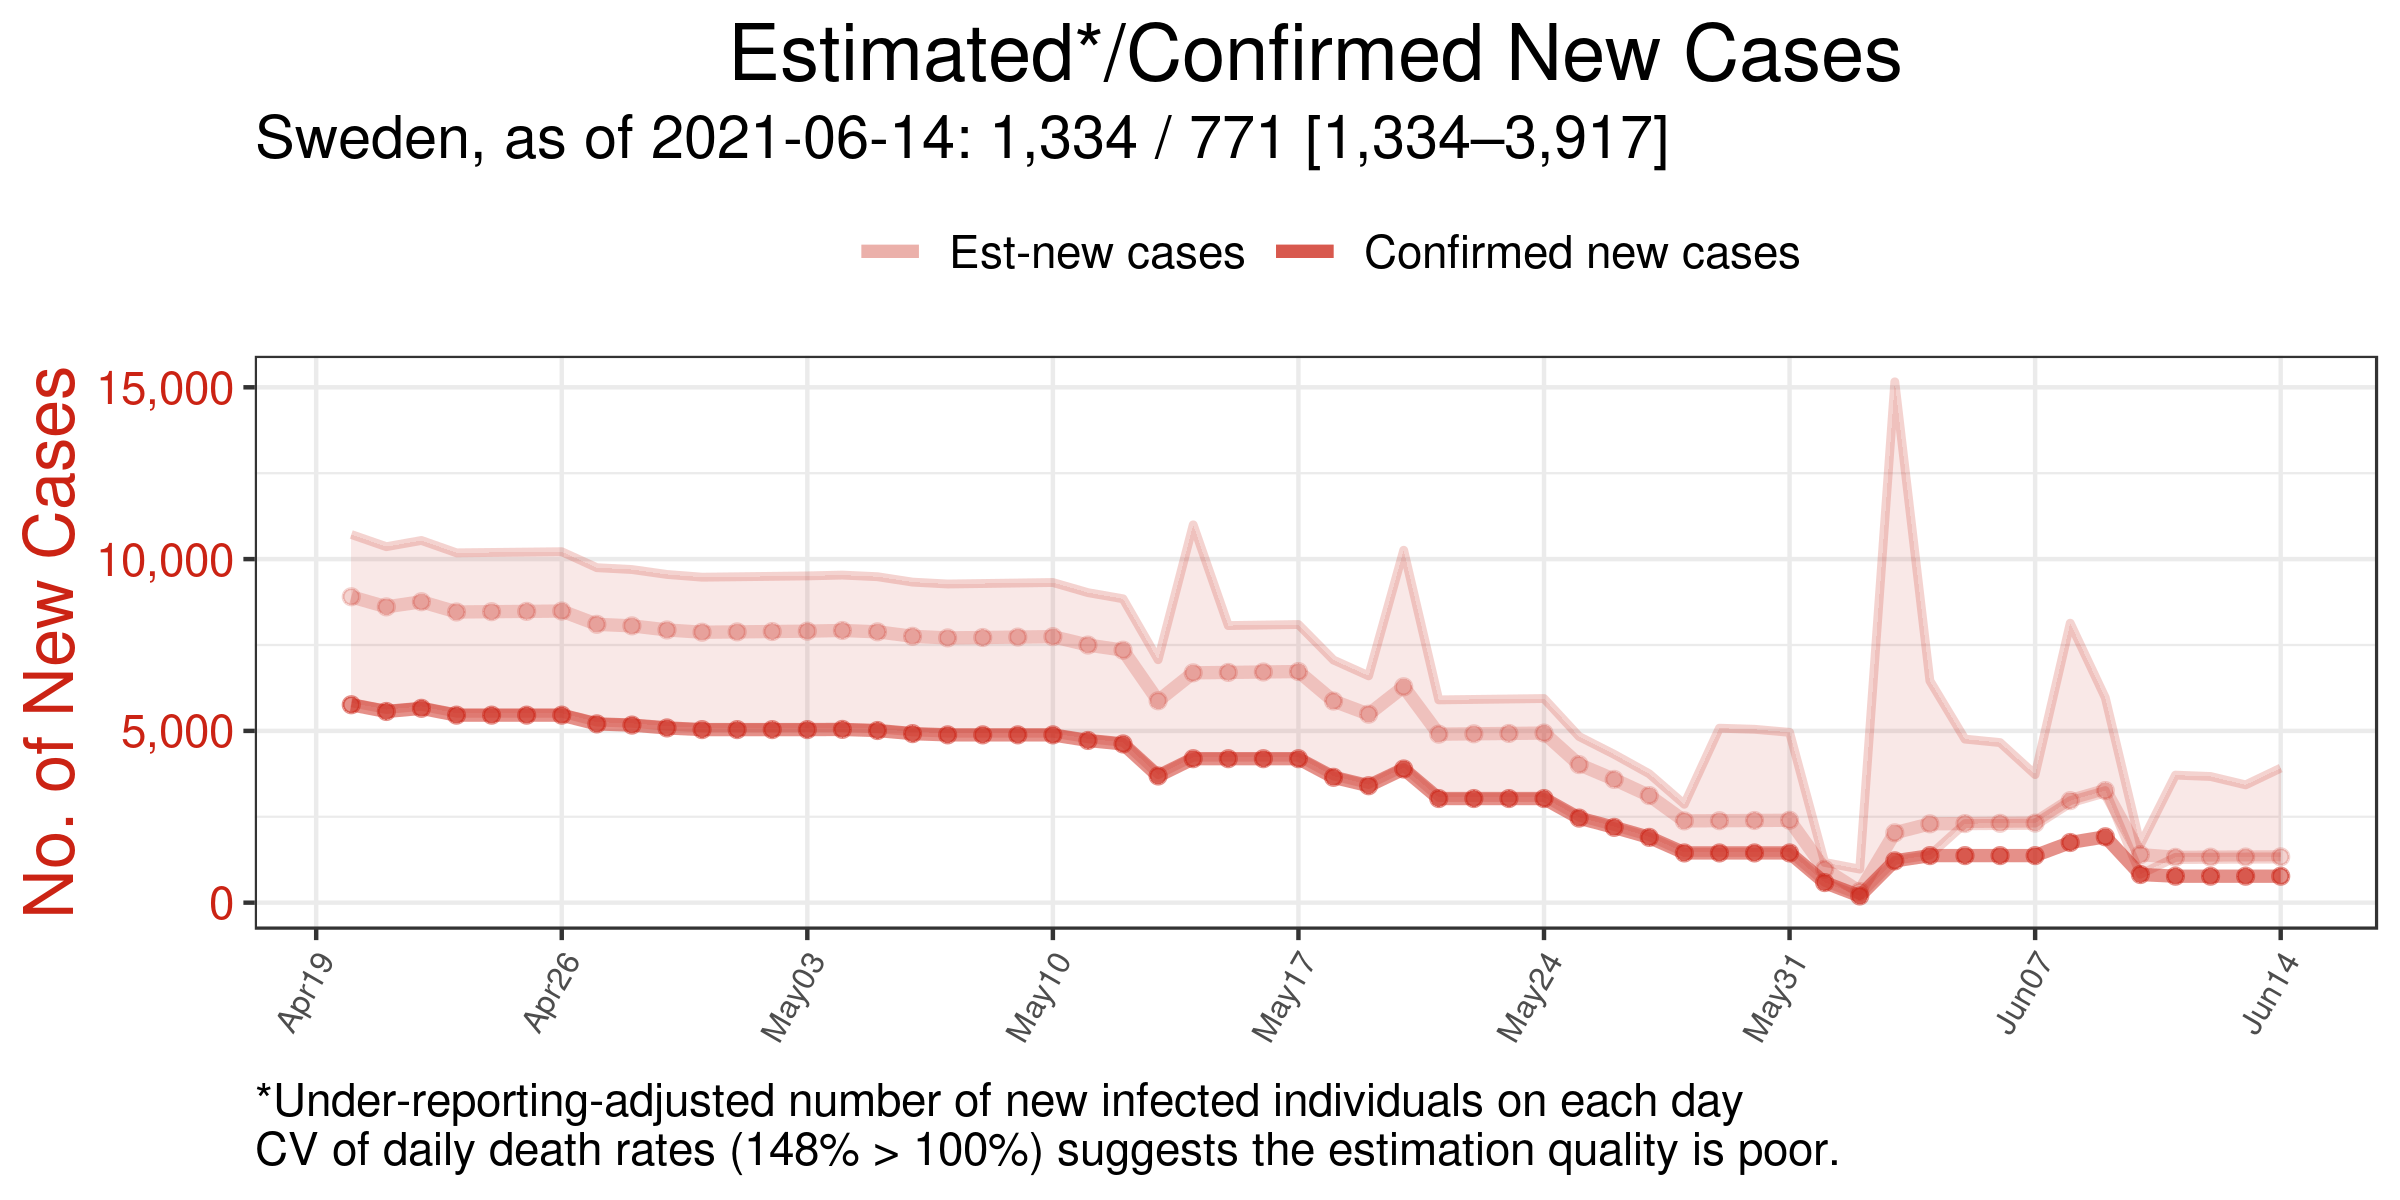 Estimated*/Confirmed New Cases
Sweden, as of 2021-06-14: 1,334 / 771 [1,334–3,917]
Est-new cases
Confirmed new cases
No. of New Cases
15,000
10,000
5,000
0
Apr19
Apr26
May03
May10
May17
May24
May31
Jun07
Jun14
*Under-reporting-adjusted number of new infected individuals on each day
CV of daily death rates (148% > 100%) suggests the estimation quality is poor.